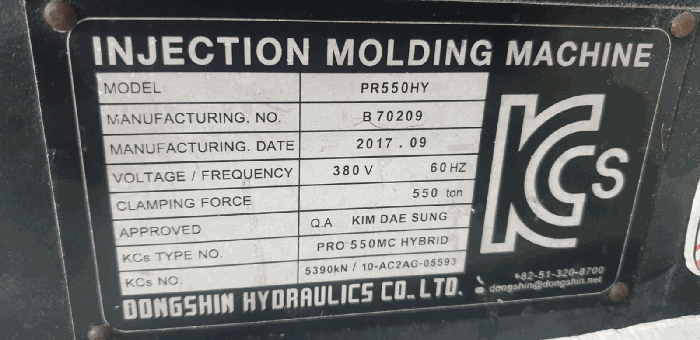 INJECTION MOLDING MACHINE
MODEL PR550HY
MANUFACTURING. NO. B 70209
MANUFACTURING. DATE 2017 . 09
VOLTAGE / FREQUENCY 380 V 60 HZ
CLAMPING FORCE 550 ton
APPROVED Q.A KIM DAE SUNG
KCs TYPE NO. PRO 550MC HYBRID
KCs NO. 5390kN / 10-AC2AG-05593
KCs
DONGSHIN HYDRAULICS CO., LTD.
+82-51-320-8700
dongshin@dongshin.net